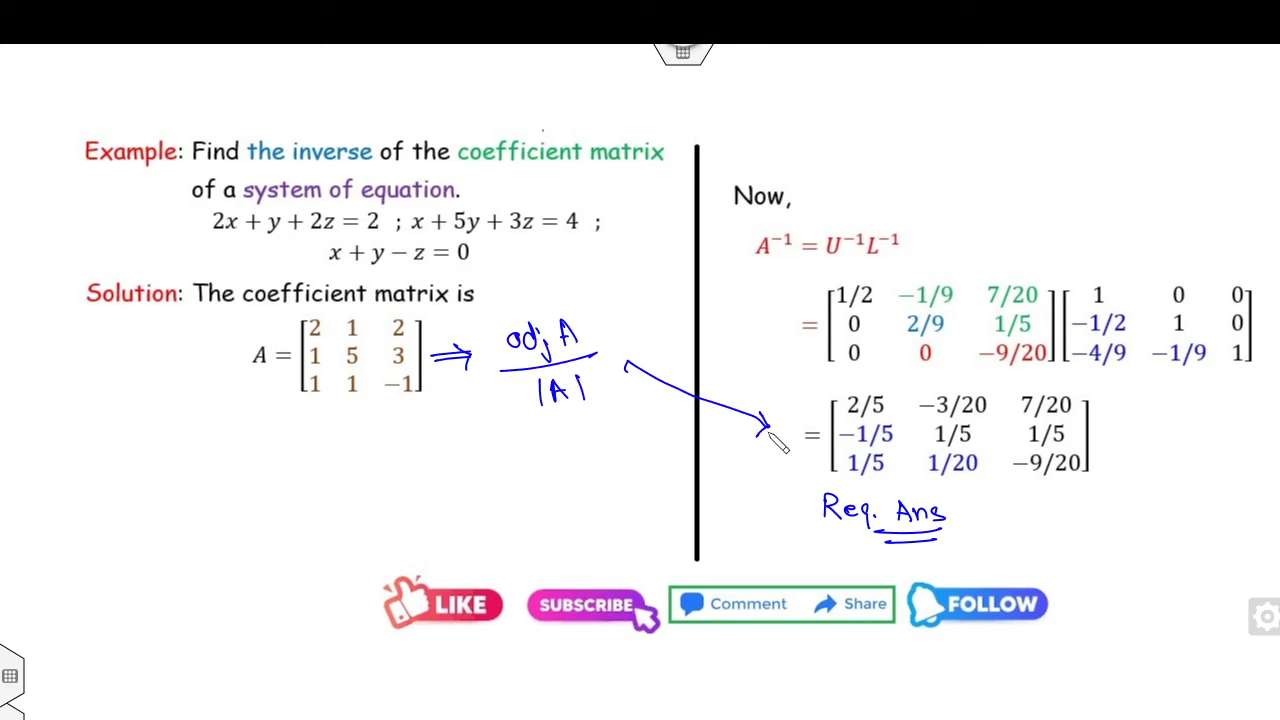 Example: Find the inverse of the coefficient matrix
of a system of equation.
2x + y + 2z = 2 ; x + 5y + 3z = 4 ;
x + y − z = 0
Solution: The coefficient matrix is
A = [2 1 2
1 5 3
1 1 −1]
⇒ adj A
|A|
Now,
A⁻¹ = U⁻¹L⁻¹
= [1/2 −1/9 7/20 ] [ 1 0 0
0 2/9 1/5 ] [ −1/2 1 0
0 0 −9/20] [ −4/9 −1/9 1]
= [ 2/5 −3/20 7/20
−1/5 1/5 1/5
1/5 1/20 −9/20]
Req. Ans
LIKE
SUBSCRIBE
Comment
Share
FOLLOW